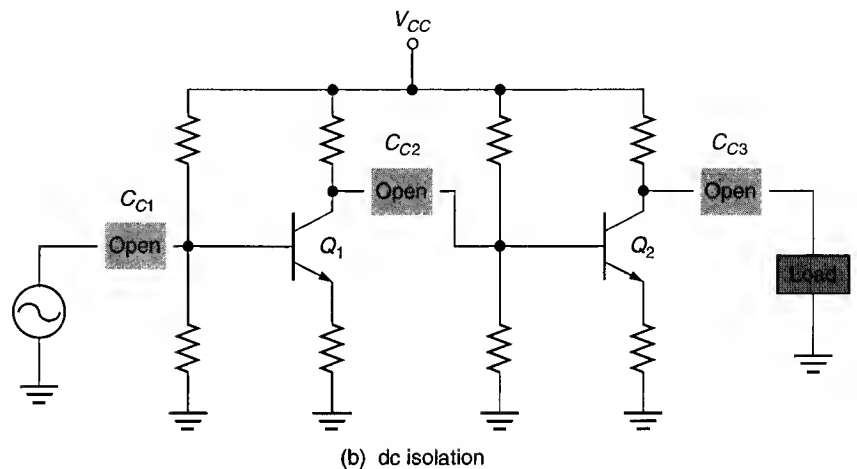 V_CC
C_C1
C_C2
C_C3
Open
Open
Open
Q_1
Q_2
Load
(b) dc isolation